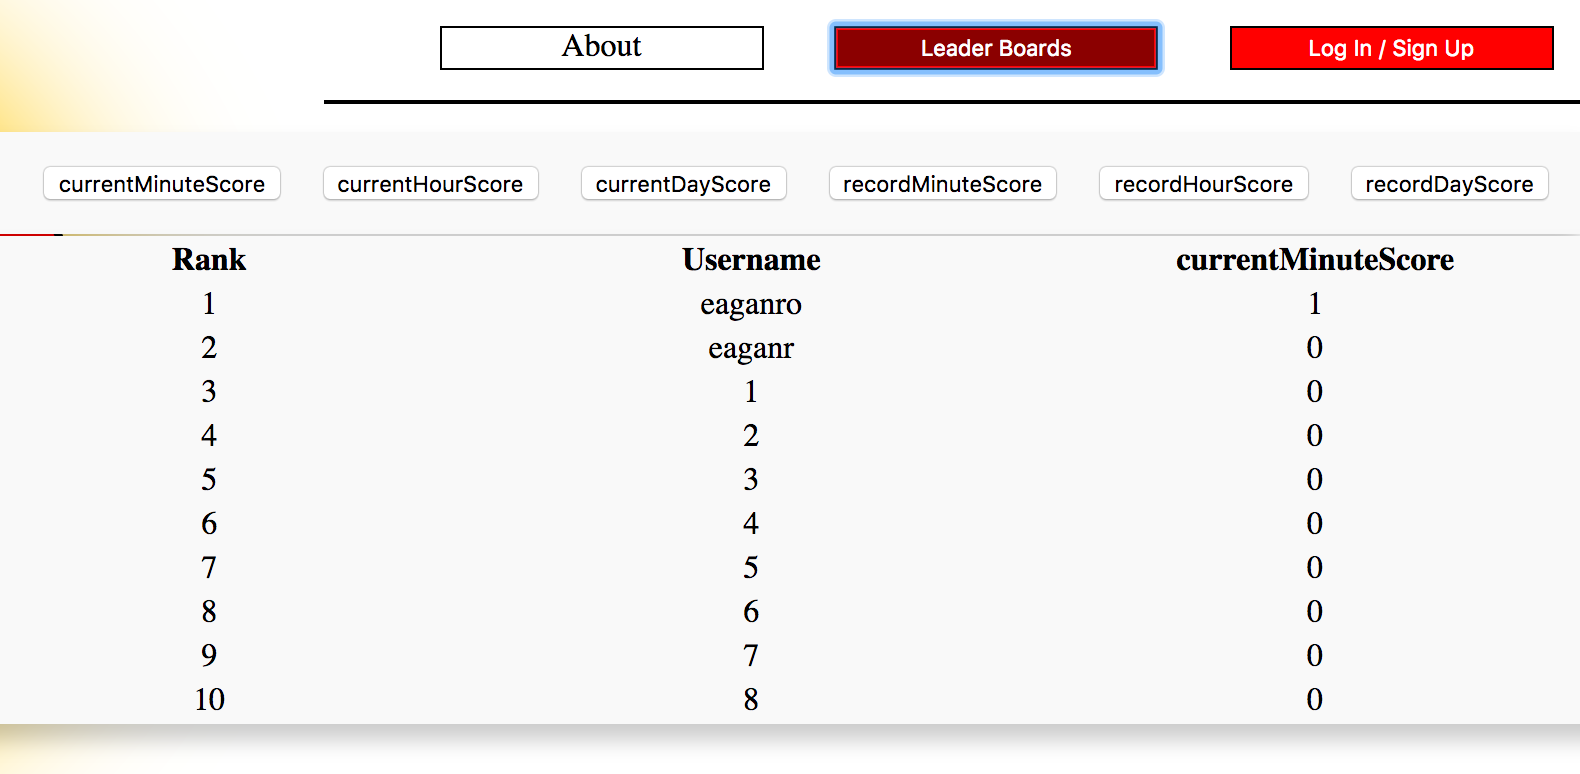 About Leader Boards Log In / Sign Up
currentMinuteScore currentHourScore currentDayScore recordMinuteScore recordHourScore recordDayScore
Rank Username currentMinuteScore
1 eaganro 1
2 eaganr 0
3 1 0
4 2 0
5 3 0
6 4 0
7 5 0
8 6 0
9 7 0
10 8 0